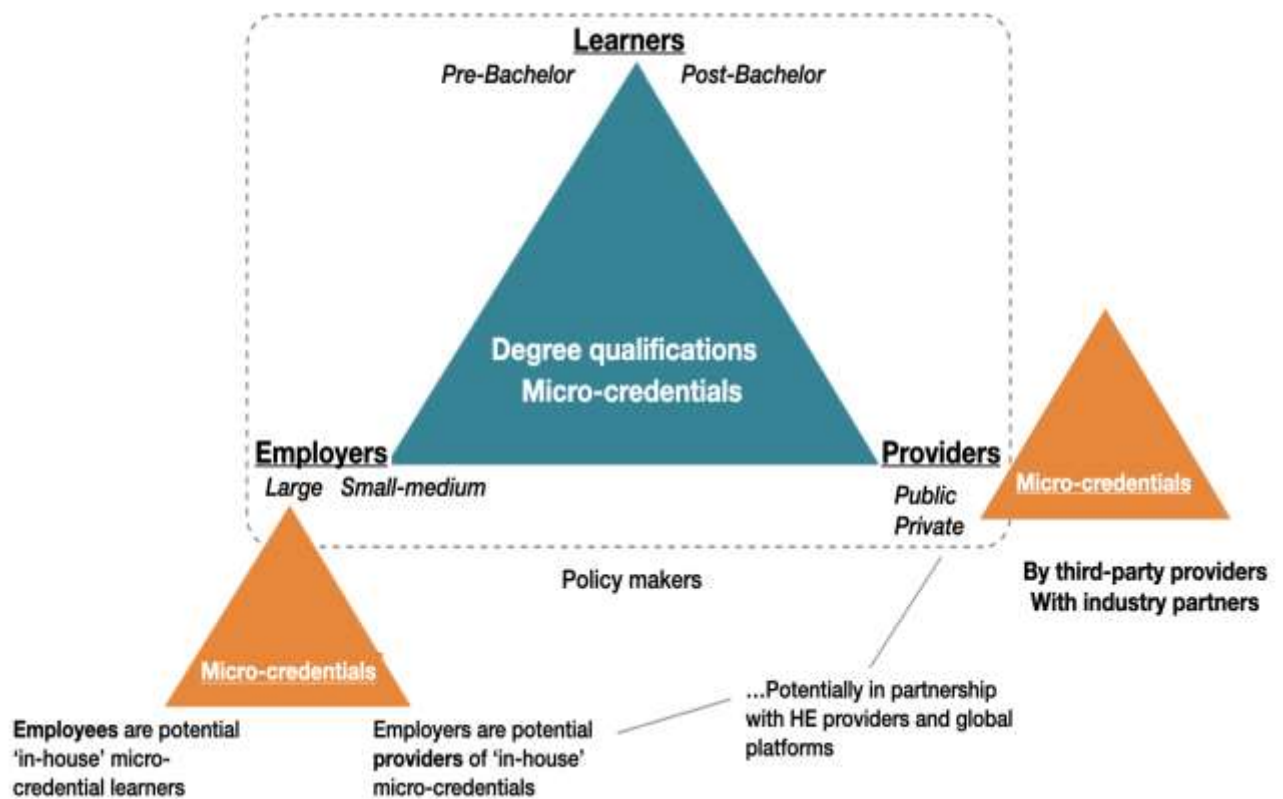 Learners
Pre-Bachelor Post-Bachelor
Degree qualifications
Micro-credentials
Employers
Large Small-medium
Providers
Public
Private
Micro-credentials
By third-party providers
With industry partners
Policy makers
Micro-credentials
Employees are potential
‘in-house’ micro-
credential learners
Employers are potential
providers of ‘in-house’
micro-credentials
...Potentially in partnership
with HE providers and global
platforms